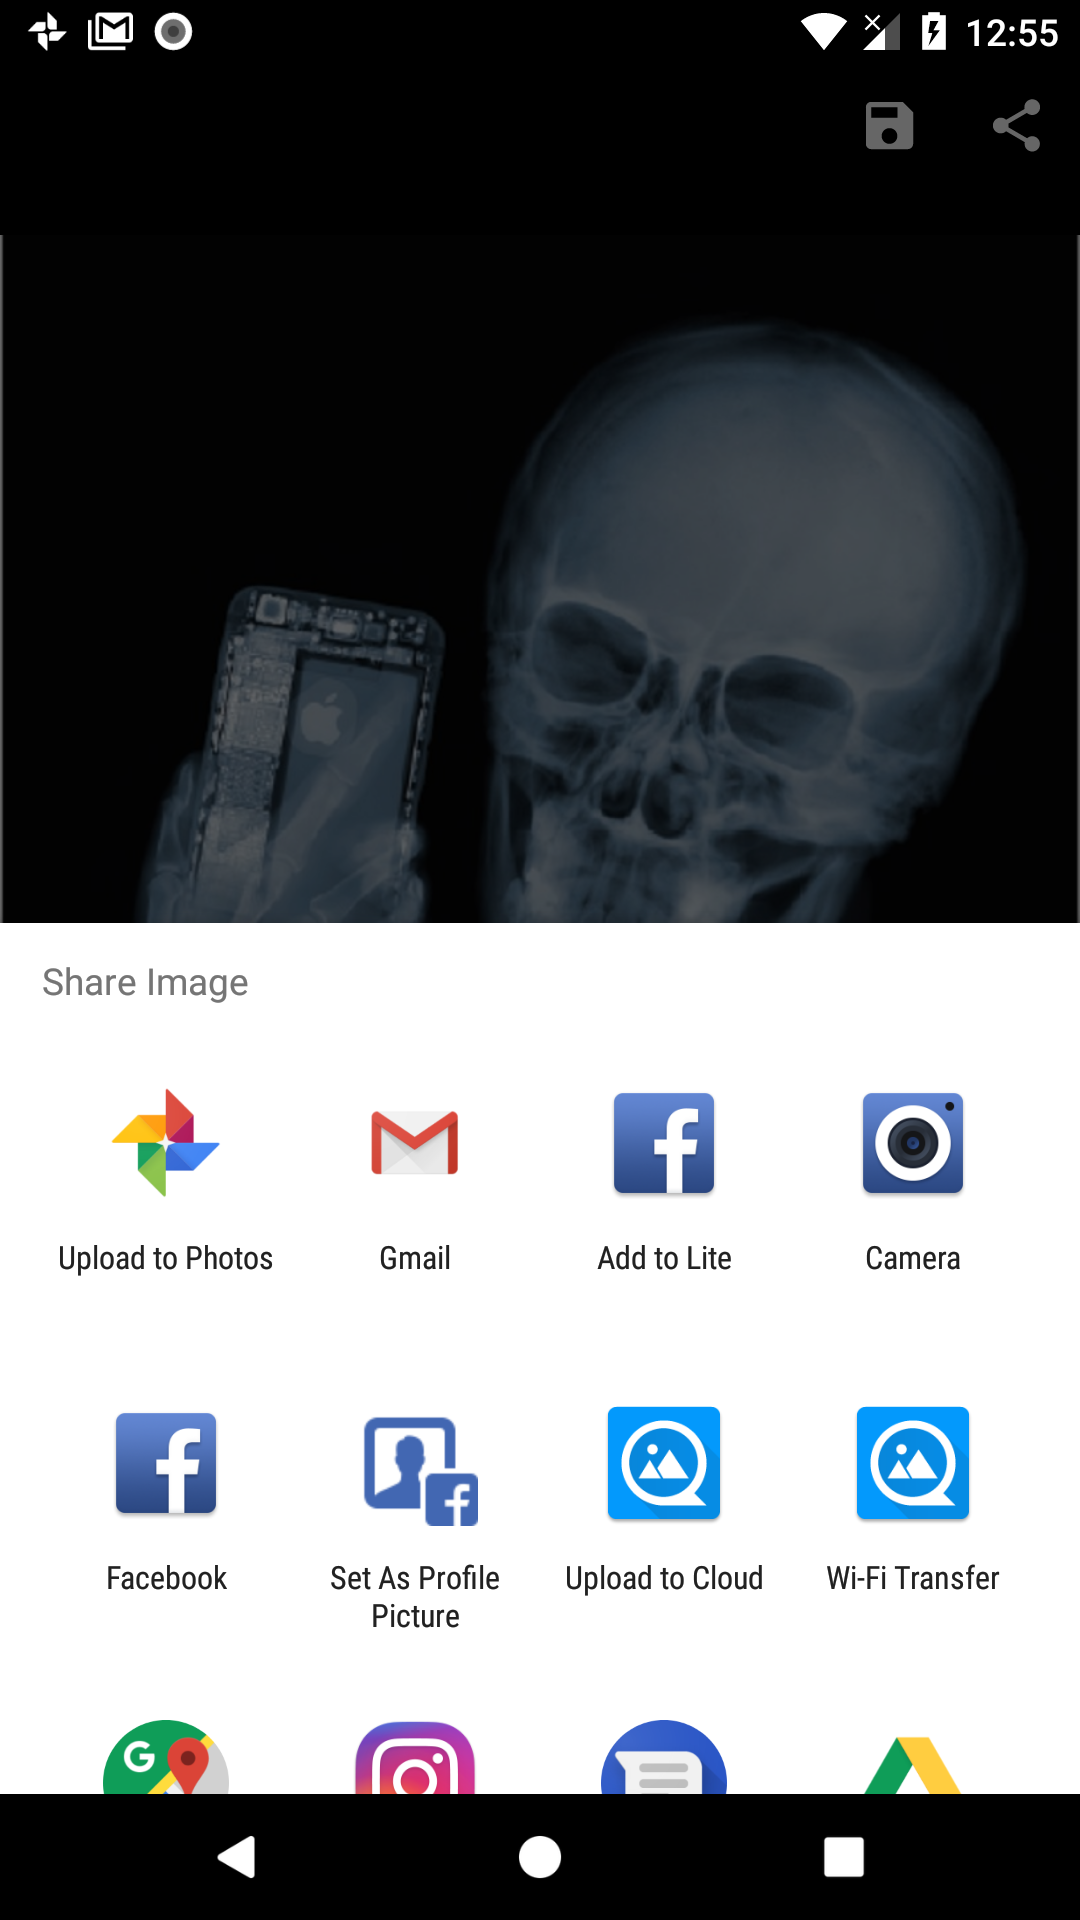 12:55
Share Image
Upload to Photos
Gmail
Add to Lite
Camera
Facebook
Set As Profile
Picture
Upload to Cloud
Wi-Fi Transfer